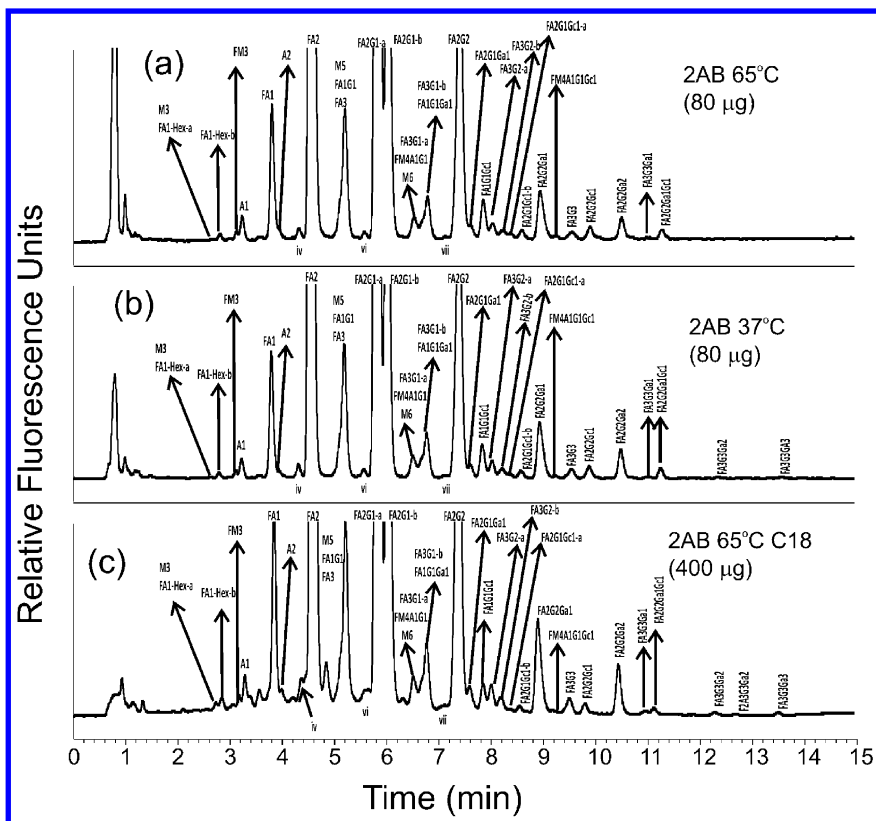 Relative Fluorescence Units
(a)
2AB 65°C
(80 µg)
M3
FA1-Hex-a
FA1-Hex-b
FM3
A1
FA1
A2
iv
FA2
M5
FA1G1
FA3
vi
FA2G1-a
FA2G1-b
FA3G1-a
FM4A1G1
M6
FA3G1-b
FA1G1Ga1
vii
FA2G2
FA2G1Ga1
FA1G1Gc1
FA3G2-a
FA3G2-b
FA2G1Gc1-a
FA2G1Gc1-b
FA2G2Ga1
FM4A1G1Gc1
FA3G3
FA2G2Gc1
FA2G2Ga2
FA3G3Ga1
FA2G2Ga1Gc1
(b)
2AB 37°C
(80 µg)
M3
FA1-Hex-a
FA1-Hex-b
FM3
A1
FA1
A2
iv
FA2
M5
FA1G1
FA3
vi
FA2G1-a
FA2G1-b
FA3G1-a
FM4A1G1
M6
FA3G1-b
FA1G1Ga1
vii
FA2G2
FA2G1Ga1
FA1G1Gc1
FA3G2-a
FA3G2-b
FA2G1Gc1-a
FA2G1Gc1-b
FA2G2Ga1
FM4A1G1Gc1
FA3G3
FA2G2Gc1
FA2G2Ga2
FA3G3Ga1
FA2G2Ga1Gc1
FA3G3Ga2
FA3G3GA3
(c)
2AB 65°C C18
(400 µg)
M3
FA1-Hex-a
FA1-Hex-b
FM3
A1
FA1
A2
iv
FA2
M5
FA1G1
FA3
vi
FA2G1-a
FA2G1-b
FA3G1-a
FM4A1G1
M6
FA3G1-b
FA1G1Ga1
vii
FA2G2
FA2G1Ga1
FA1G1Gc1
FA3G2-a
FA3G2-b
FA2G1Gc1-a
FA2G1Gc1-b
FA2G2Ga1
FM4A1G1Gc1
FA3G3
FA2G2Gc1
FA2G2Ga2
FA3G3Ga1
FA2G2Ga1Gc1
FA3G3Ga2
F2A3G3Ga2
FA3G3Ga3
0 1 2 3 4 5 6 7 8 9 10 11 12 13 14 15
Time (min)